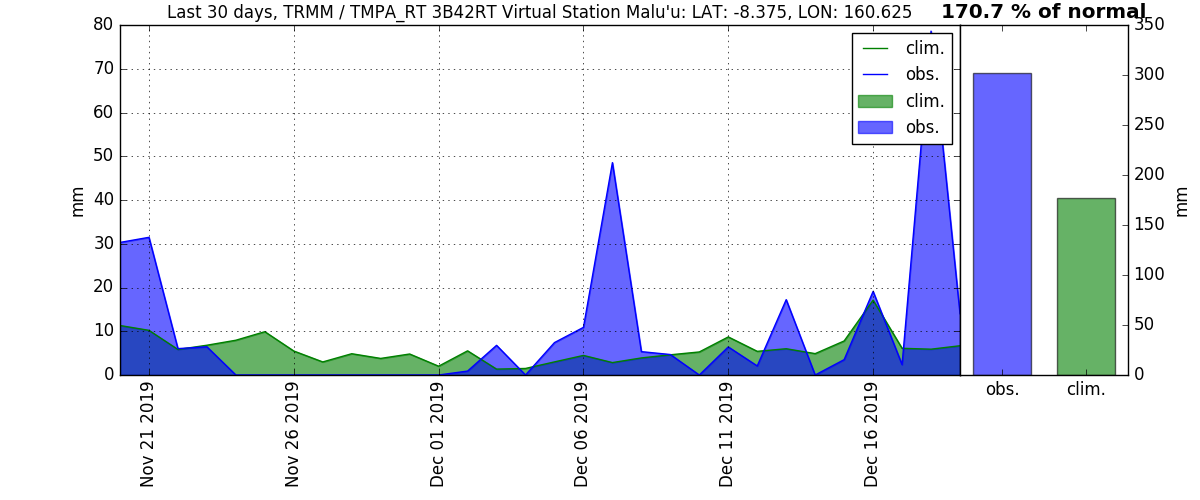 Last 30 days, TRMM / TMPA_RT 3B42RT Virtual Station Malu'u: LAT: -8.375, LON: 160.625
170.7 % of normal
80
70
60
50
40
30
20
10
0
mm
clim.
obs.
clim.
obs.
350
300
250
200
150
100
50
0
mm
obs.
clim.
Nov 21 2019
Nov 26 2019
Dec 01 2019
Dec 06 2019
Dec 11 2019
Dec 16 2019